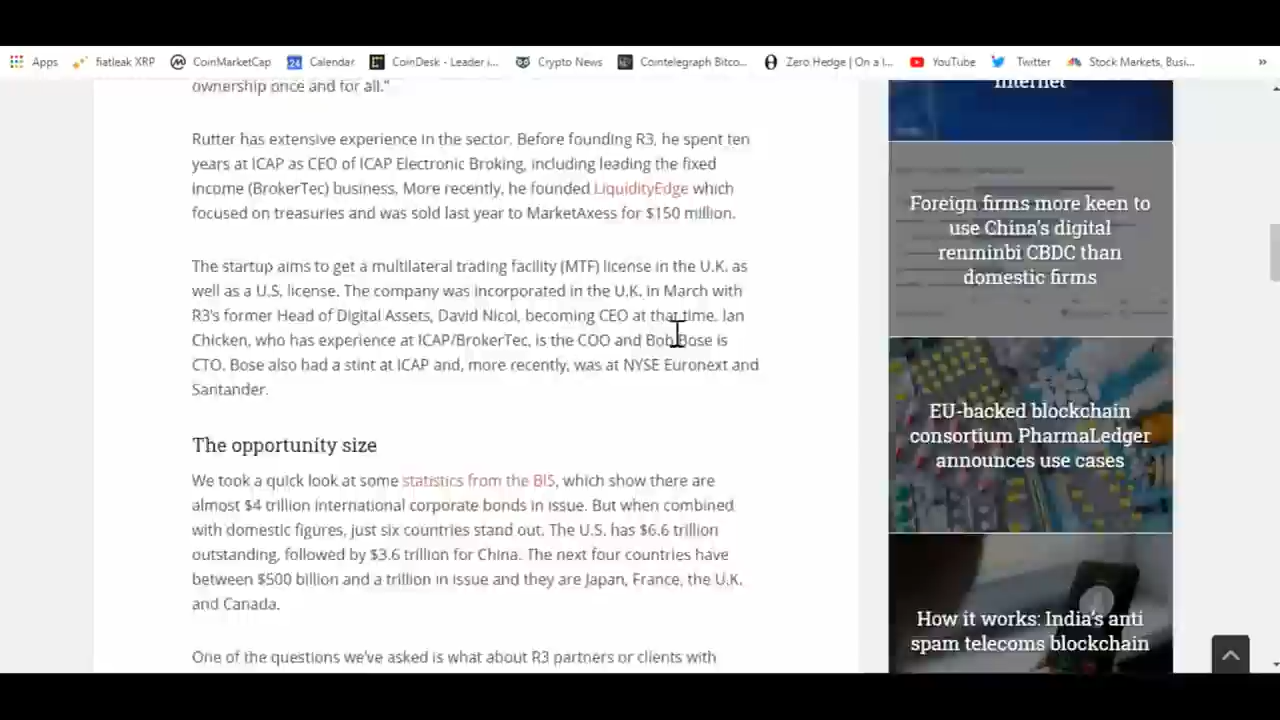 Apps
fiatleak XRP
CoinMarketCap
24
Calendar
CoinDesk - Leader i...
Crypto News
Cointelegraph Bitco...
Zero Hedge | On a l...
YouTube
Twitter
Stock Markets, Busi...
»
ownership once and for all."
Rutter has extensive experience in the sector. Before founding R3, he spent ten
years at ICAP as CEO of ICAP Electronic Broking, including leading the fixed
income (BrokerTec) business. More recently, he founded LiquidityEdge which
focused on treasuries and was sold last year to MarketAxess for $150 million.
The startup aims to get a multilateral trading facility (MTF) license in the U.K. as
well as a U.S. license. The company was incorporated in the U.K. in March with
R3's former Head of Digital Assets, David Nicol, becoming CEO at that time. Ian
Chicken, who has experience at ICAP/BrokerTec, is the COO and Bob Bose is
CTO. Bose also had a stint at ICAP and, more recently, was at NYSE Euronext and
Santander.
The opportunity size
We took a quick look at some statistics from the BIS, which show there are
almost $4 trillion international corporate bonds in issue. But when combined
with domestic figures, just six countries stand out. The U.S. has $6.6 trillion
outstanding, followed by $3.6 trillion for China. The next four countries have
between $500 billion and a trillion in issue and they are Japan, France, the U.K.
and Canada.
One of the questions we've asked is what about R3 partners or clients with
internet
Foreign firms more keen to
use China's digital
renminbi CBDC than
domestic firms
EU-backed blockchain
consortium PharmaLedger
announces use cases
How it works: India's anti
spam telecoms blockchain